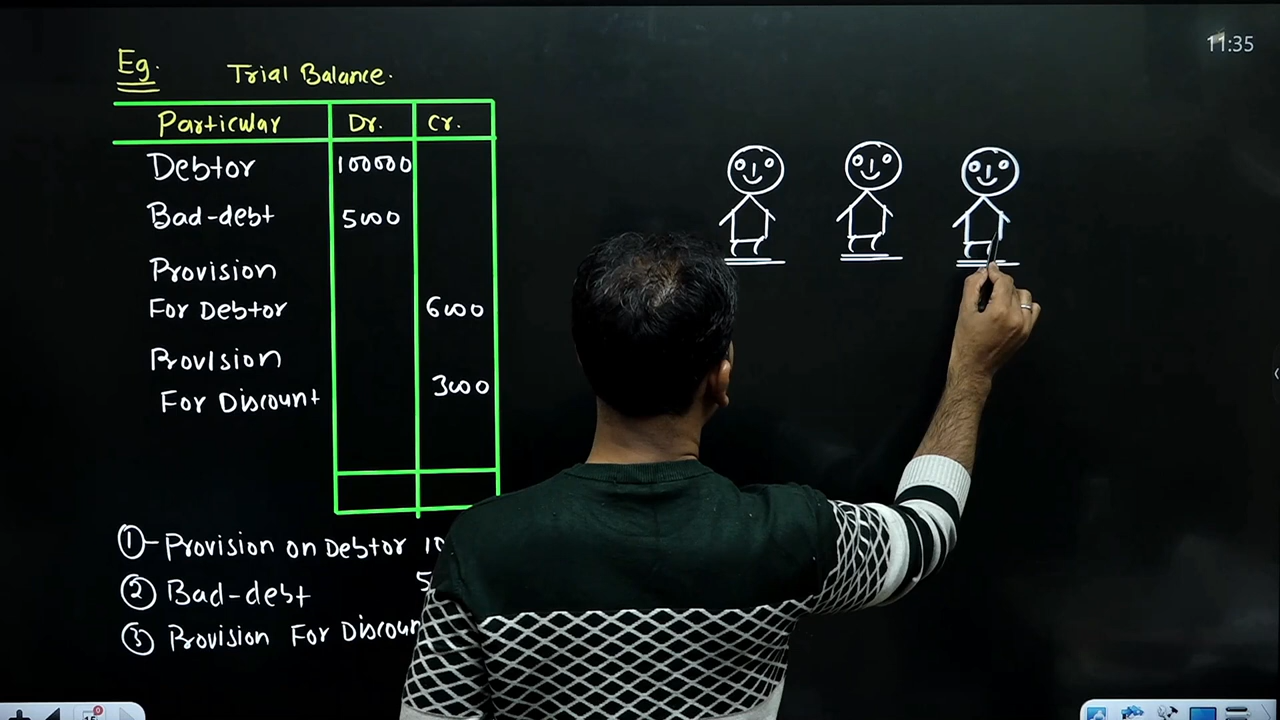 11:35
Eg. Trial Balance.
Particular Dr. Cr.
Debtor 100000
Bad-debt 5000
Provision
For Debtor 6000
Provision
For Discount 3000
① Provision on Debtor
② Bad-debt
③ Provision For